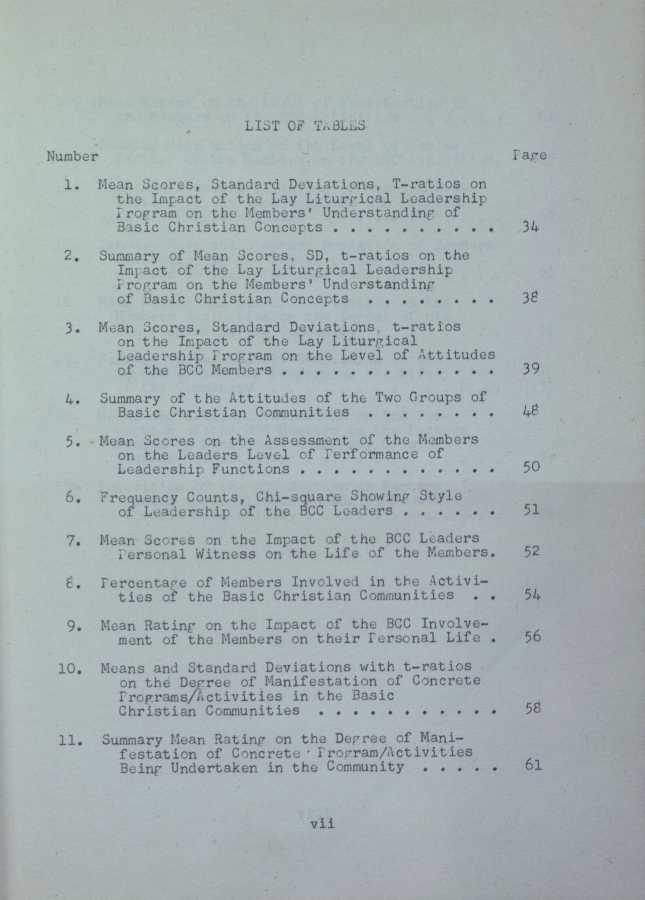 LIST OF TABLES
Number Page
1. Mean Scores, Standard Deviations, T-ratios on
the Impact of the Lay Liturgical Leadership
Program on the Members' Understanding of
Basic Christian Concepts . . . . . . . . . . 34
2. Summary of Mean Scores, SD, t-ratios on the
Impact of the Lay Liturgical Leadership
Program on the Members' Understanding
of Basic Christian Concepts . . . . . . . . 38
3. Mean Scores, Standard Deviations, t-ratios
on the Impact of the Lay Liturgical
Leadership Program on the Level of Attitudes
of the BCC Members . . . . . . . . . . . . . 39
4. Summary of the Attitudes of the Two Groups of
Basic Christian Communities . . . . . . . . 48
5. Mean Scores on the Assessment of the Members
on the Leaders Level of Performance of
Leadership Functions . . . . . . . . . . . . 50
6. Frequency Counts, Chi-square Showing Style
of Leadership of the BCC Leaders . . . . . . 51
7. Mean Scores on the Impact of the BCC Leaders
Personal Witness on the Life of the Members. 52
8. Percentage of Members Involved in the Activi-
ties of the Basic Christian Communities . . 54
9. Mean Rating on the Impact of the BCC Involve-
ment of the Members on their Personal Life . 56
10. Means and Standard Deviations with t-ratios
on the Degree of Manifestation of Concrete
Programs/Activities in the Basic
Christian Communities . . . . . . . . . . . 58
11. Summary Mean Rating on the Degree of Mani-
festation of Concrete Program/Activities
Being Undertaken in the Community . . . . . 61
vii